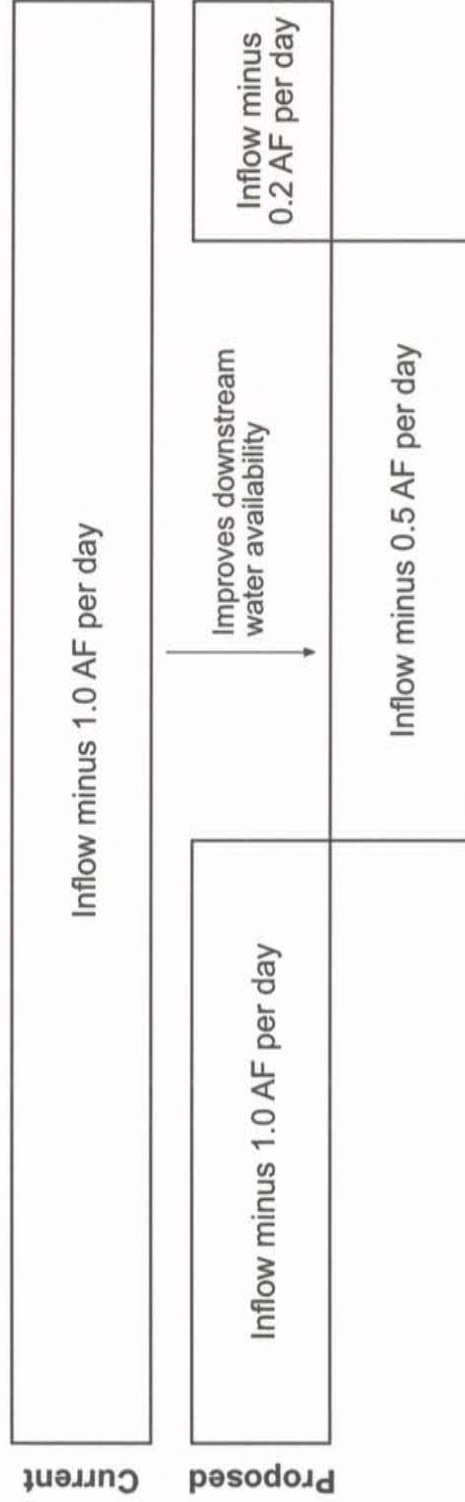 Current
Inflow minus 1.0 AF per day
Proposed
Inflow minus 1.0 AF per day
Improves downstream
water availability
Inflow minus
0.2 AF per day
Inflow minus 0.5 AF per day